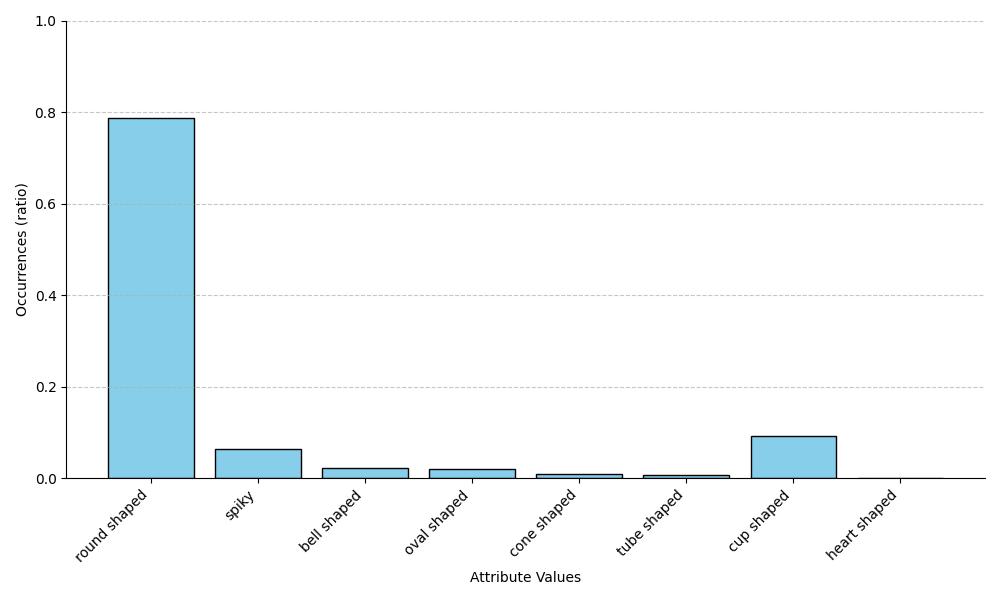 1.0
0.8
0.6
0.4
0.2
0.0
Occurrences (ratio)
round shaped
spiky
bell shaped
oval shaped
cone shaped
tube shaped
cup shaped
heart shaped
Attribute Values